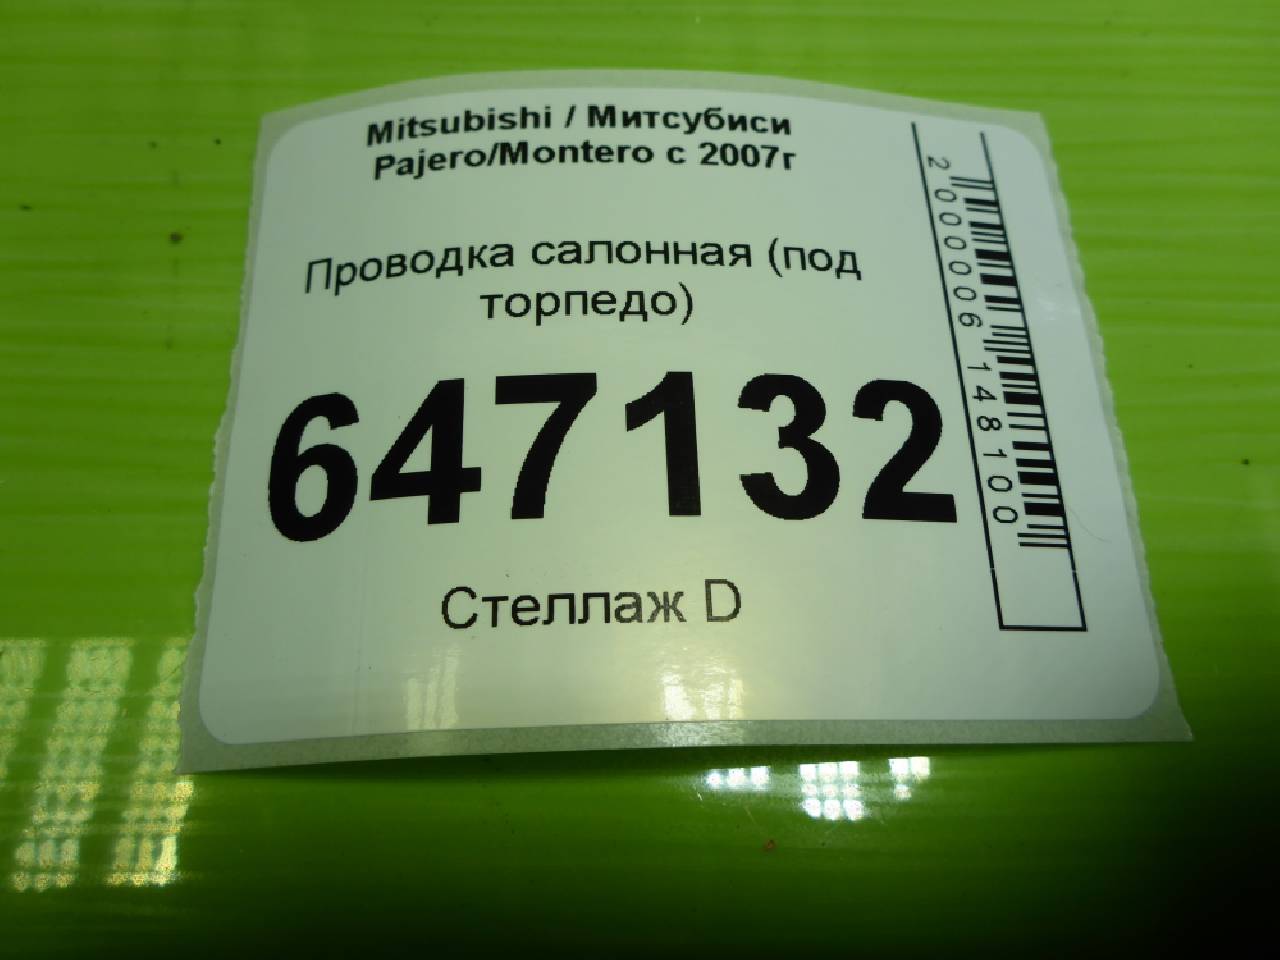 Mitsubishi / Митсубиси
Pajero/Montero с 2007г
Проводка салонная (под
торпедо)
647132
Стеллаж D
2000006148100